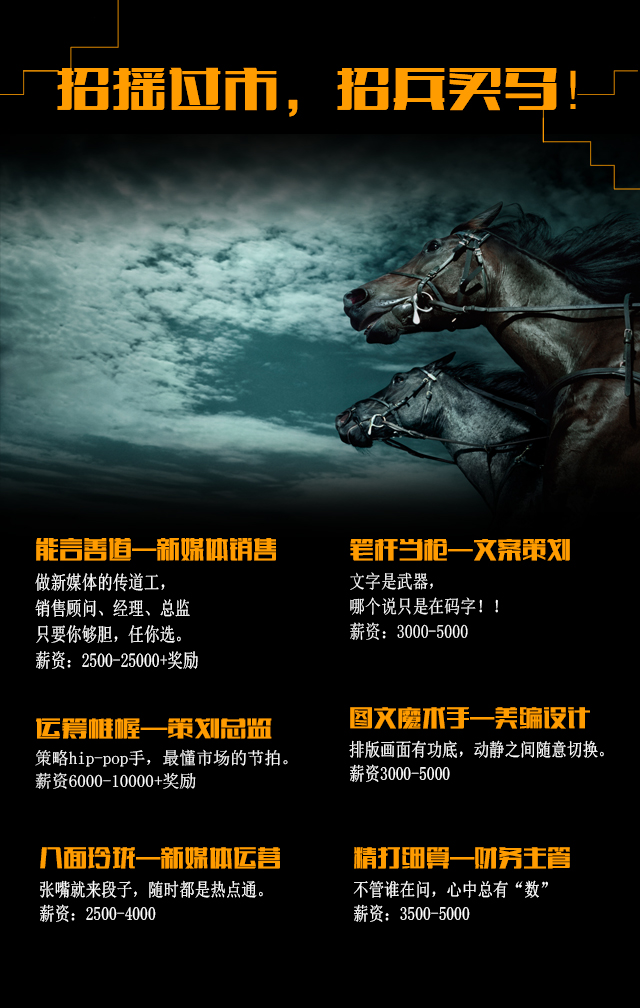 招摇过市，招兵买马！
能言善道—新媒体销售
做新媒体的传道工，
销售顾问、经理、总监
只要你够胆，任你选。
薪资：2500-25000+奖励
笔杆当枪—文案策划
文字是武器，
哪个说只是在码字！！
薪资：3000-5000
运筹帷幄—策划总监
策略hip-pop手，最懂市场的节拍。
薪资6000-10000+奖励
图文魔术手—美编设计
排版画面有功底，动静之间随意切换。
薪资3000-5000
八面玲珑—新媒体运营
张嘴就来段子，随时都是热点通。
薪资：2500-4000
精打细算—财务主管
不管谁在问，心中总有“数”
薪资：3500-5000